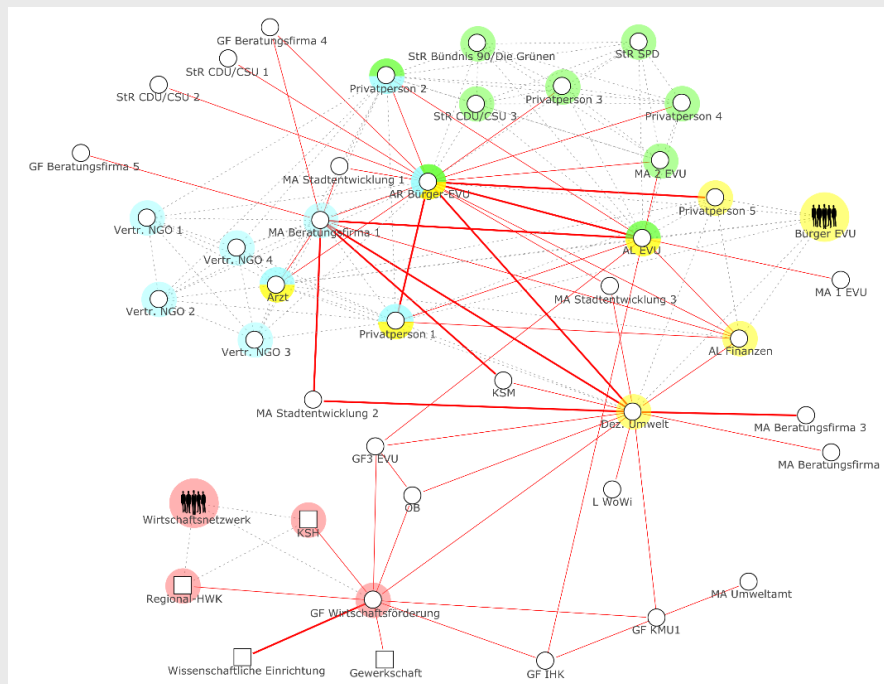 GF Beratungsfirma 4
StR Bündnis 90/Die Grünen
StR SPD
StR CDU/CSU 1
StR CDU/CSU 2
Privatperson 2
Privatperson 3
StR CDU/CSU 3
Privatperson 4
GF Beratungsfirma 5
MA Stadtentwicklung 1
MA 2 EVU
AR Bürger-EVU
Privatperson 5
Vertr. NGO 1
MA Beratungsfirma 1
Bürger EVU
Vertr. NGO 4
AL EVU
MA 1 EVU
Arzt
MA Stadtentwicklung 3
Vertr. NGO 2
Privatperson 1
Vertr. NGO 3
AL Finanzen
KSM
MA Stadtentwicklung 2
Doz. Umwelt
MA Beratungsfirma 3
GF3 EVU
MA Beratungsfirma
OB
L WoWi
Wirtschaftsnetzwerk
KSH
Regional-HWK
MA Umweltamt
GF Wirtschaftsförderung
GF KMU1
Wissenschaftliche Einrichtung
Gewerkschaft
GF IHK